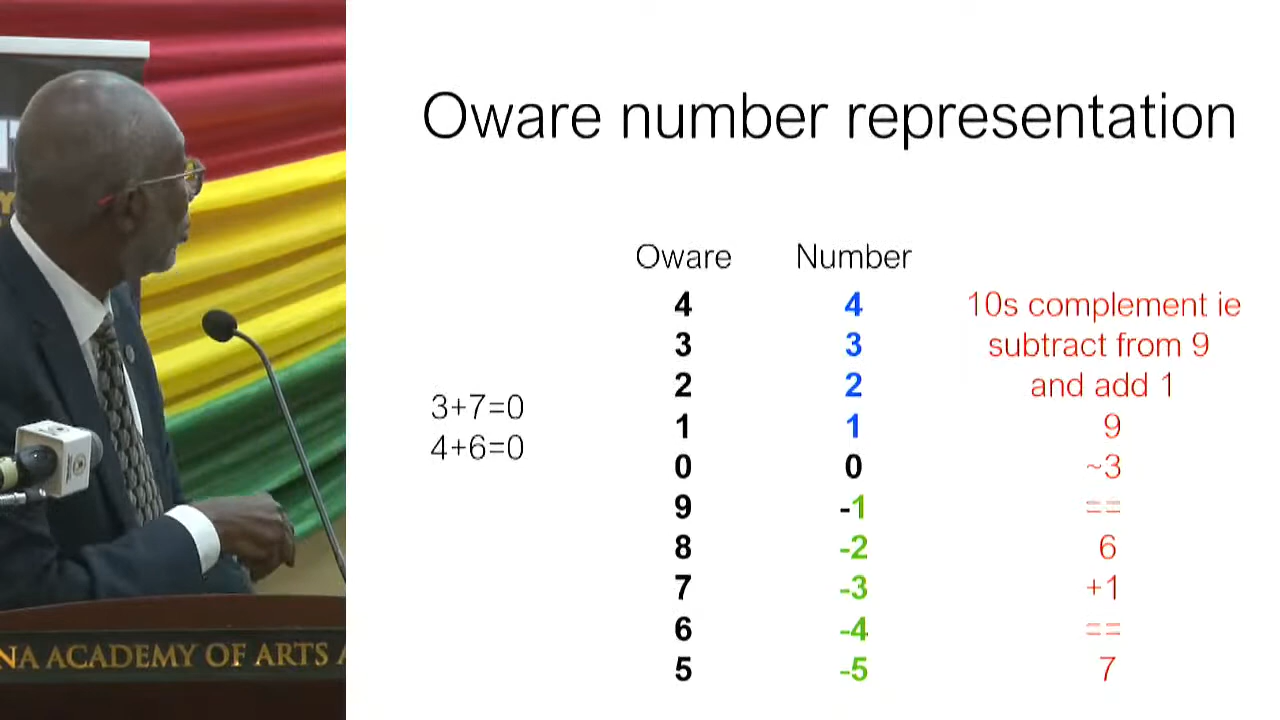 Oware number representation
Oware Number
4 4 10s complement ie
3 3 subtract from 9
2 2 and add 1
3+7=0
1 1 9
4+6=0
0 0 ~3
9 -1 ==
8 -2 6
7 -3 +1
6 -4 ==
5 -5 7
NA ACADEMY OF ARTS